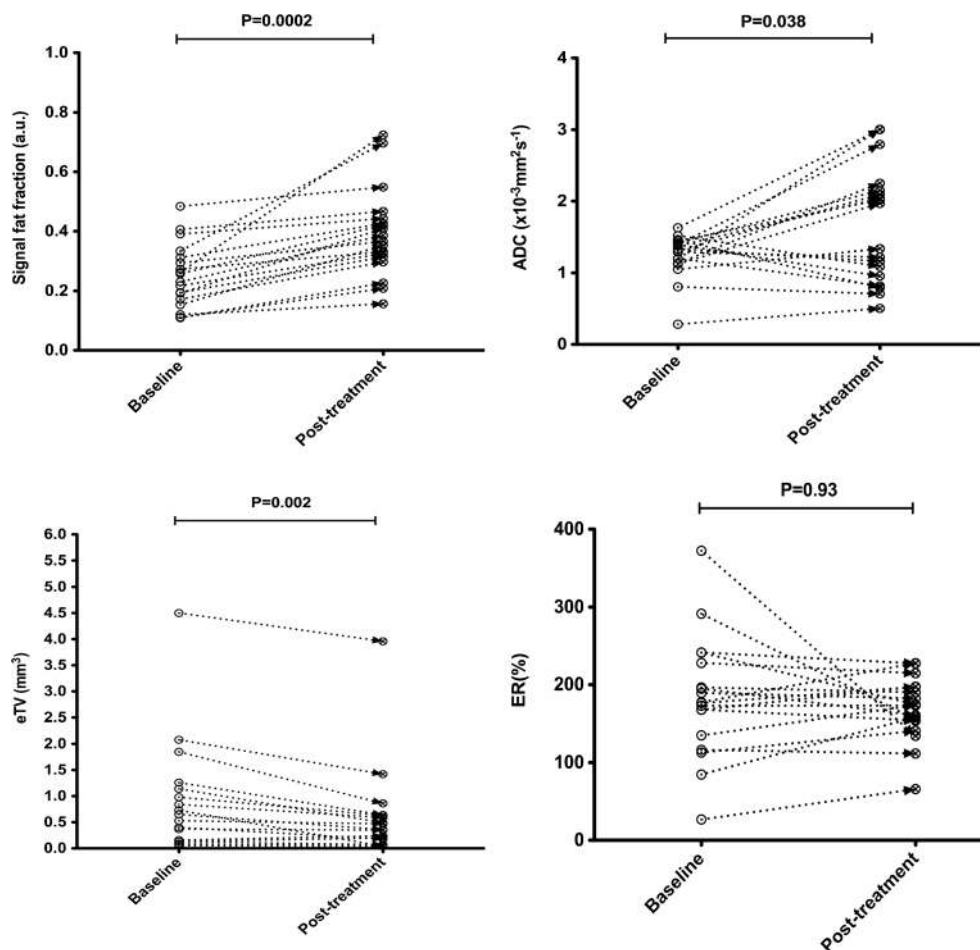 P=0.0002
Signal fat fraction (a.u.)
1.0
0.8
0.6
0.4
0.2
0.0
Baseline
Post-treatment
P=0.038
ADC (x10-3mm2s-1)
4
3
2
1
0
Baseline
Post-treatment
P=0.002
eTV (mm3)
6.0
5.5
5.0
4.5
4.0
3.5
3.0
2.5
2.0
1.5
1.0
0.5
0.0
Baseline
Post-treatment
P=0.93
ER(%)
400
300
200
100
0
Baseline
Post-treatment